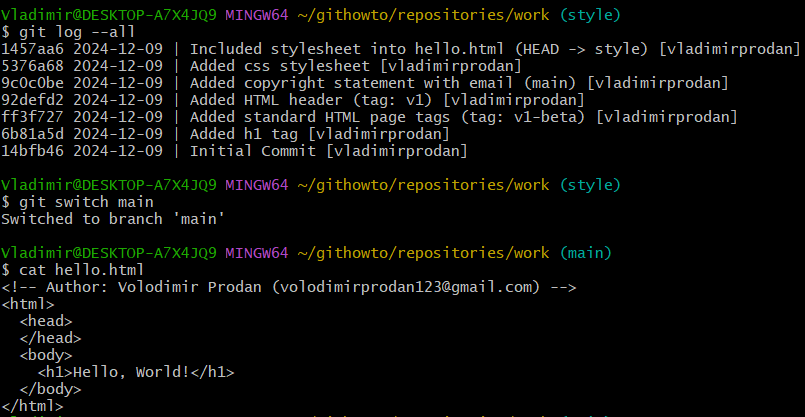 Vladimir@DESKTOP-A7X4JQ9 MINGW64 ~/githowto/repositories/work (style)
$ git log --all
1457aa6 2024-12-09 | Included stylesheet into hello.html (HEAD -> style) [vladimirprodan]
5376a68 2024-12-09 | Added css stylesheet [vladimirprodan]
9c0c0be 2024-12-09 | Added copyright statement with email (main) [vladimirprodan]
92defd2 2024-12-09 | Added HTML header (tag: v1) [vladimirprodan]
ff3f727 2024-12-09 | Added standard HTML page tags (tag: v1-beta) [vladimirprodan]
6b81a5d 2024-12-09 | Added h1 tag [vladimirprodan]
14bfb46 2024-12-09 | Initial Commit [vladimirprodan]

Vladimir@DESKTOP-A7X4JQ9 MINGW64 ~/githowto/repositories/work (style)
$ git switch main
Switched to branch 'main'

Vladimir@DESKTOP-A7X4JQ9 MINGW64 ~/githowto/repositories/work (main)
$ cat hello.html
<!-- Author: Volodimir Prodan (volodimirprodan123@gmail.com) -->
<html>
  <head>
  </head>
  <body>
    <h1>Hello, World!</h1>
  </body>
</html>